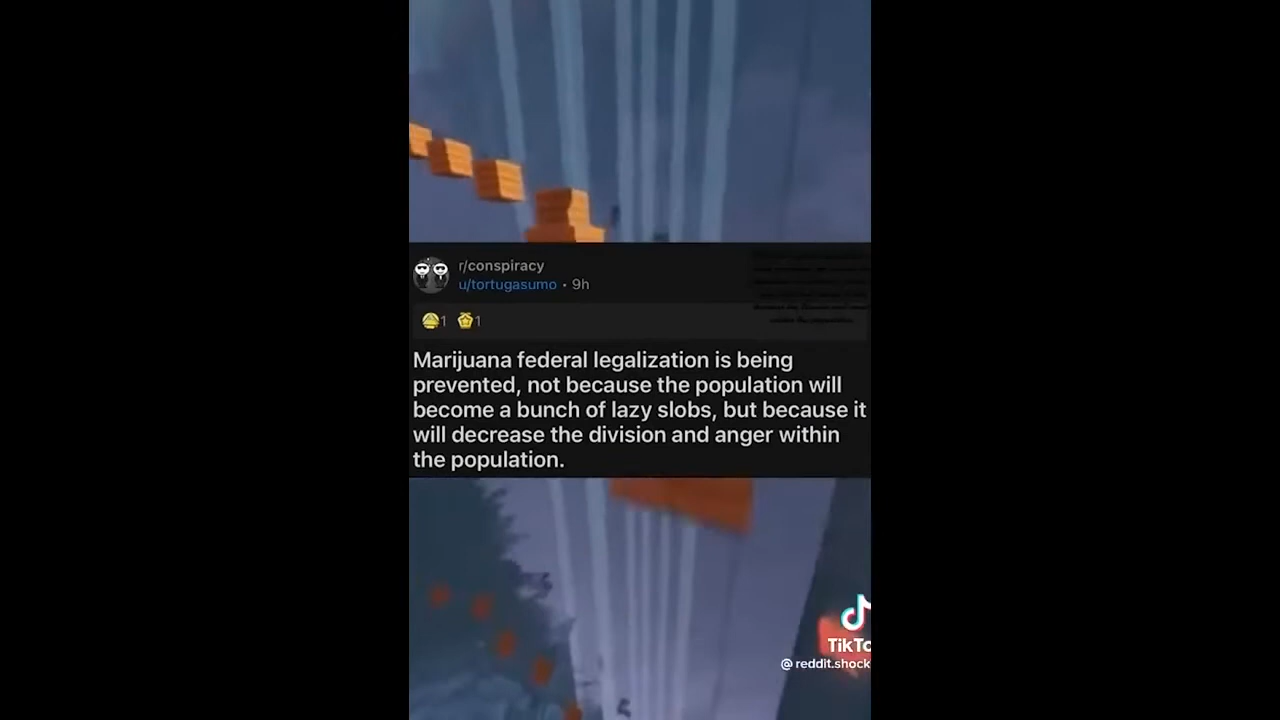 r/conspiracy
u/tortugasumo • 9h
1 1
Marijuana federal legalization is being
prevented, not because the population will
become a bunch of lazy slobs, but because it
will decrease the division and anger within
the population.
TikTo
@ reddit.shock